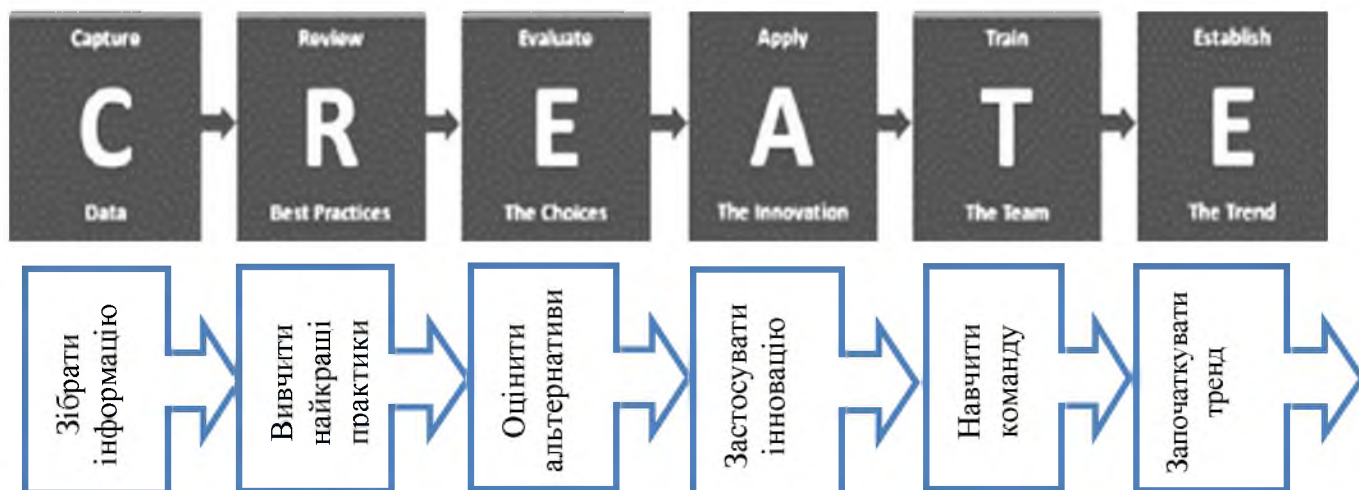 Capture
C
Data
Review
R
Best Practices
Evaluate
E
The Choices
Apply
A
The Innovation
Train
T
The Team
Establish
E
The Trend
Зібрати
інформацію
Вивчити
найкращі
практики
Оцінити
альтернативи
Застосувати
інновацію
Навчити
команду
Започаткувати
тренд